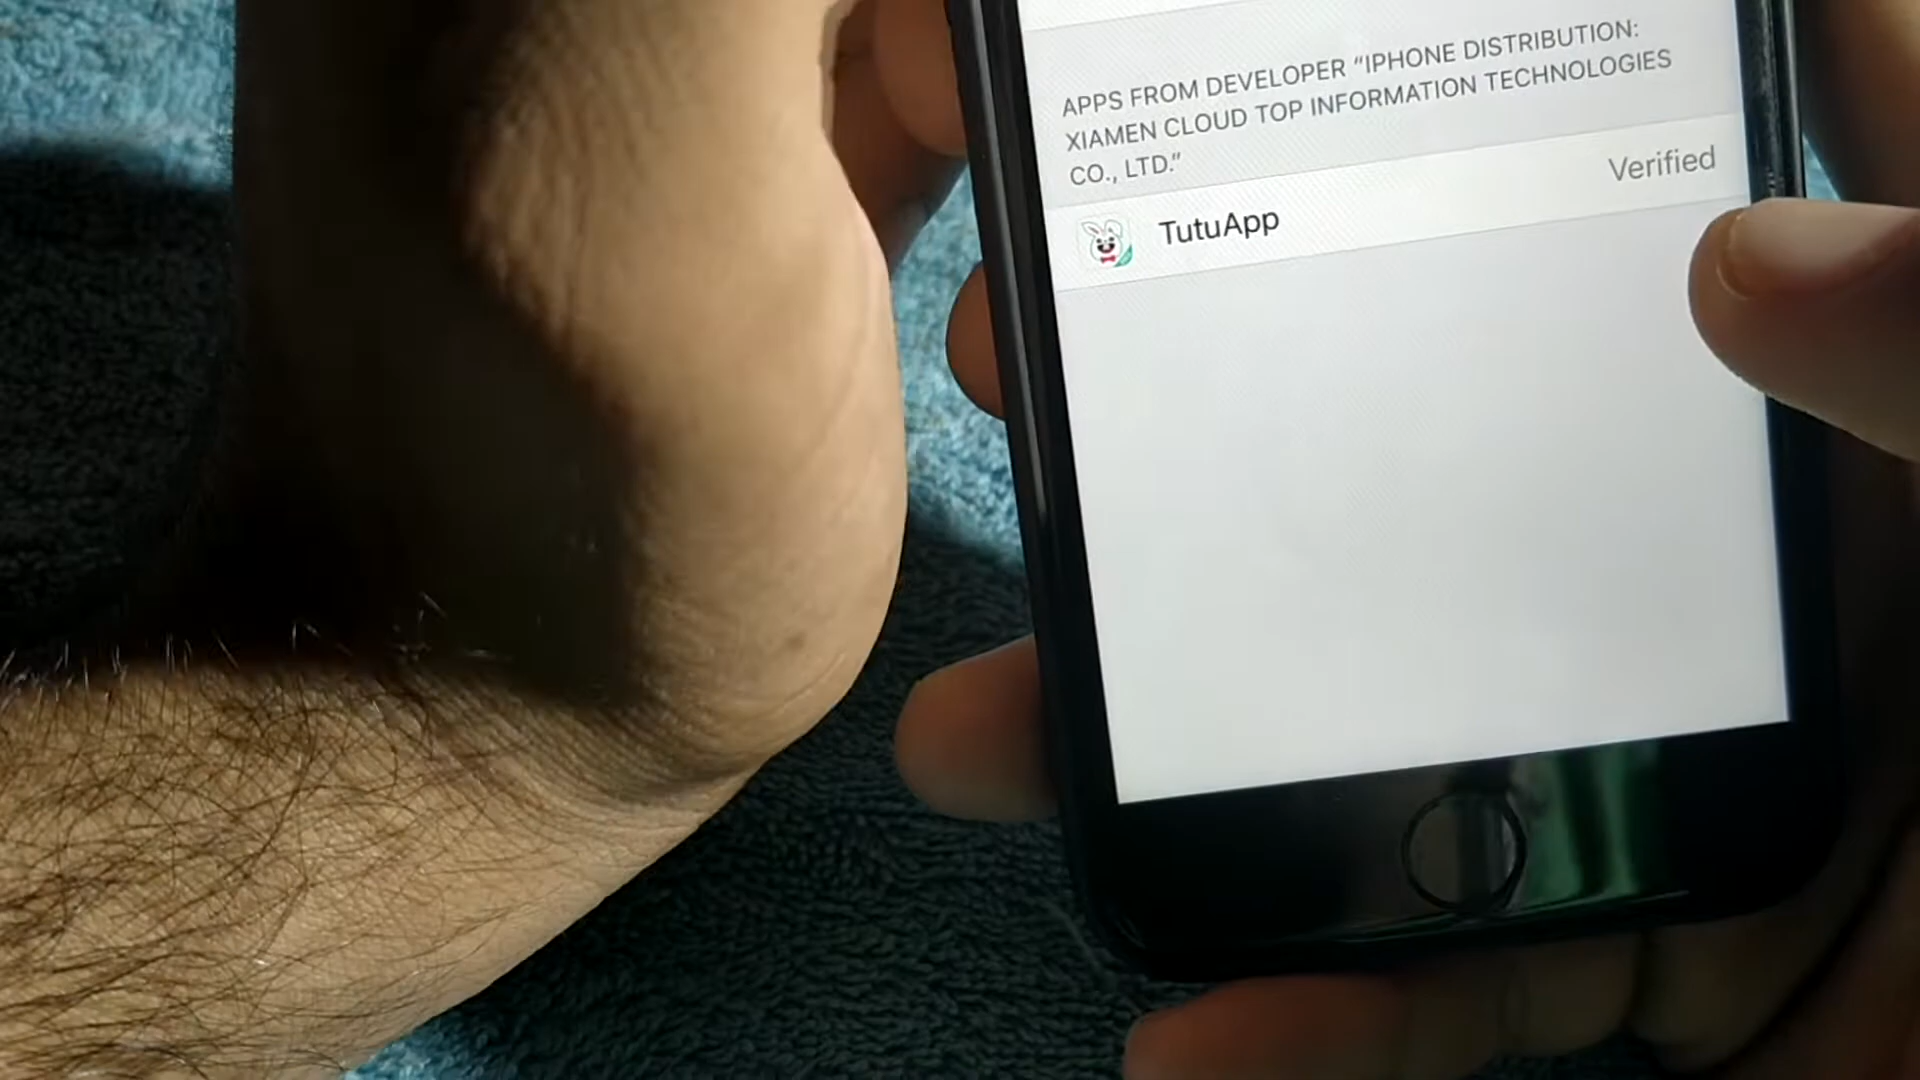 APPS FROM DEVELOPER "IPHONE DISTRIBUTION:
XIAMEN CLOUD TOP INFORMATION TECHNOLOGIES
CO., LTD."
TutuApp Verified